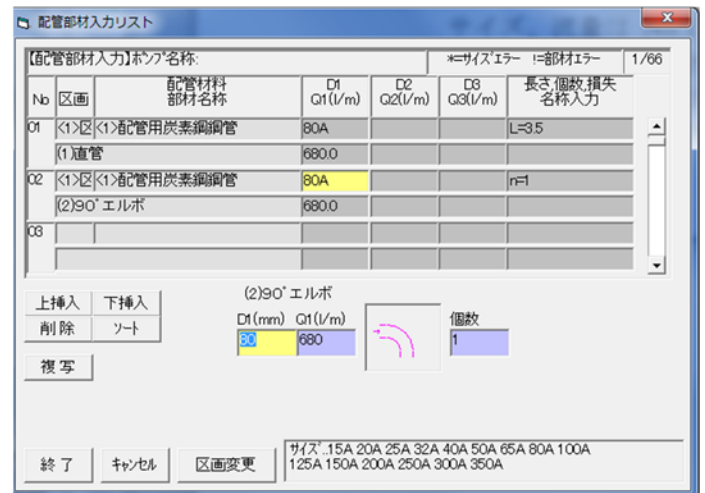 配管部材入力リスト
【配管部材入力】ポンプ名称: *=サイズエラー !=部材エラー 1/66
No 区画 配管材料 部材名称 D1 Q1(l/m) D2 Q2(l/m) D3 Q3(l/m) 長さ,個数,損失 名称入力
01 <1>区 <1>配管用炭素鋼鋼管 80A L=3.5
(1)直管 680.0
02 <1>区 <1>配管用炭素鋼鋼管 80A n=1
(2)90°エルボ 680.0
03
(2)90°エルボ
上挿入 下挿入 D1(mm) Q1(l/m) 個数
削除 ソート 80 680 1
複写
サイズ..15A 20A 25A 32A 40A 50A 65A 80A 100A
終了 キャンセル 区画変更 125A 150A 200A 250A 300A 350A